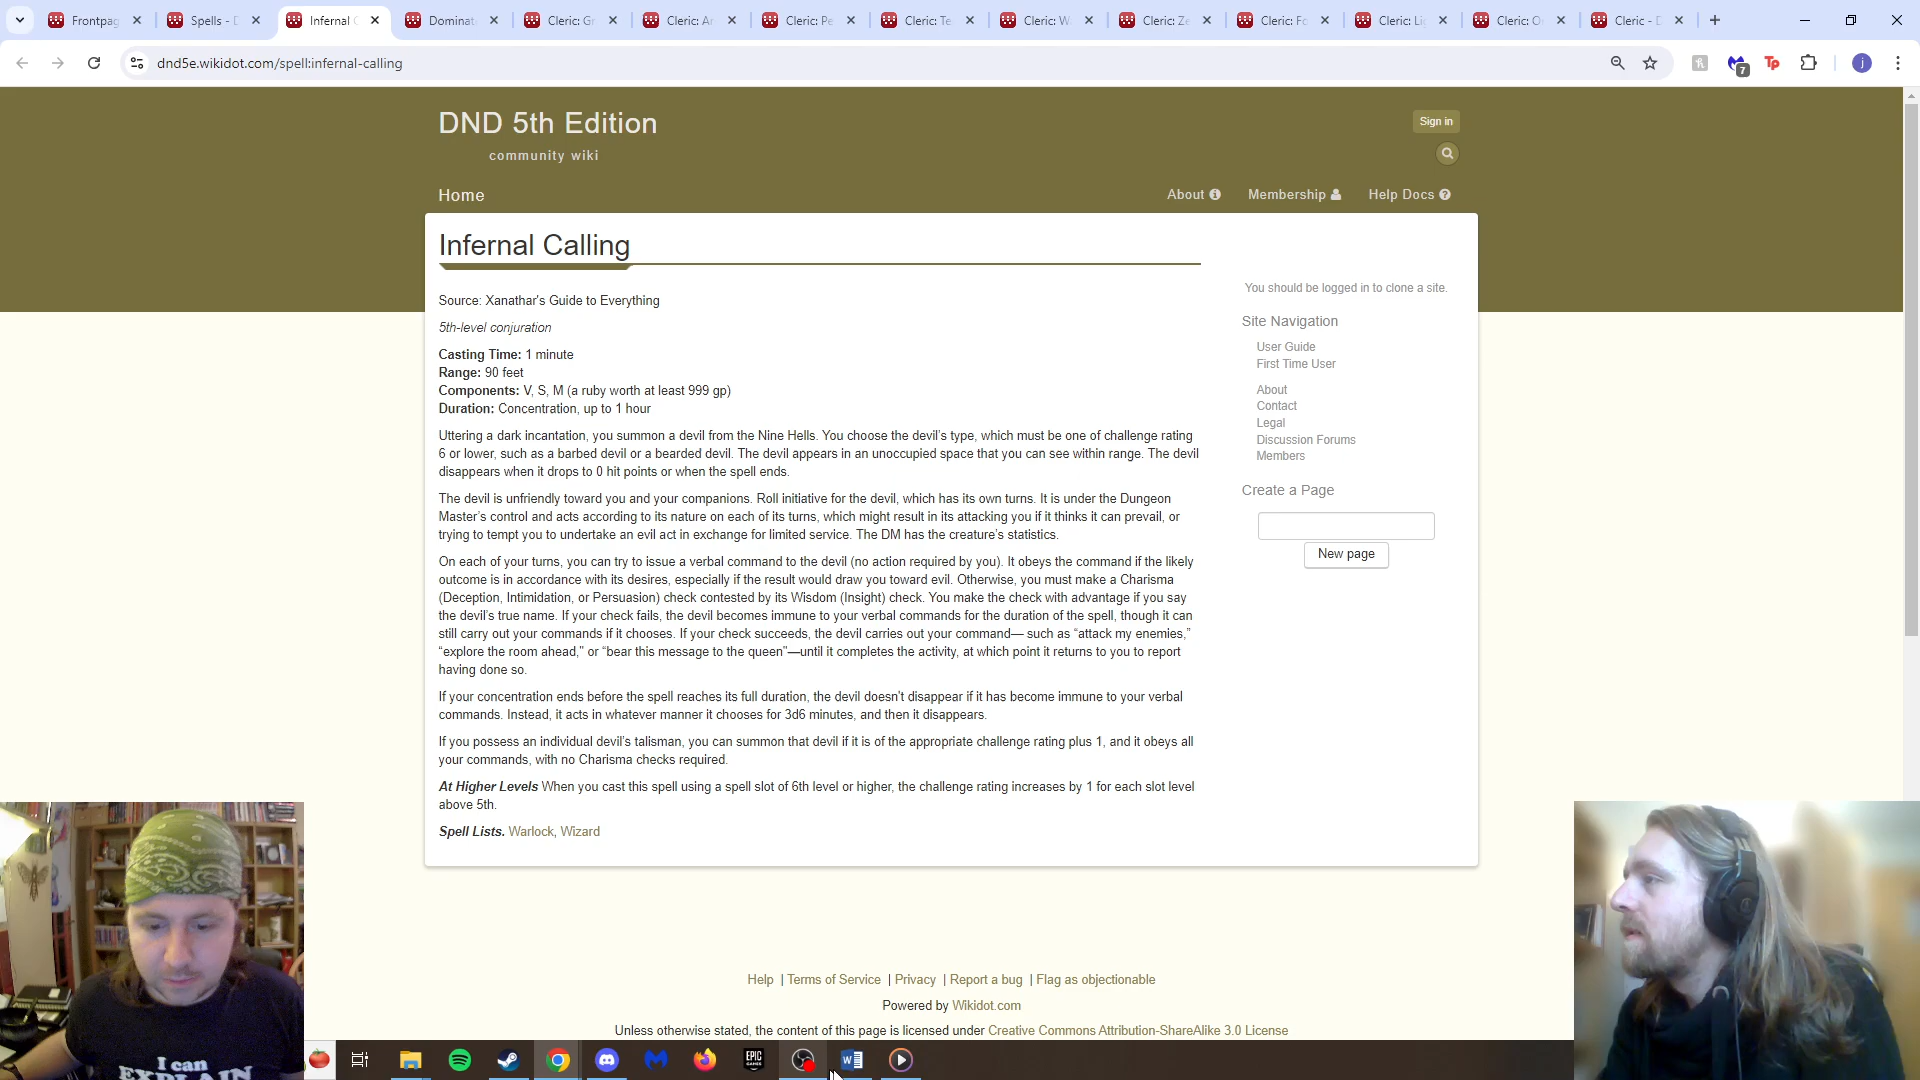 Frontpag
Spells - D
Infernal C
Dominat
Cleric: Gr
Cleric: Ar
Cleric: Pe
Cleric: Te
Cleric: W
Cleric: Ze
Cleric: Fo
Cleric: Li
Cleric: O
Cleric - D
dnd5e.wikidot.com/spell:infernal-calling
7
Tp
j
DND 5th Edition
community wiki
Sign in
Home
About
Membership
Help Docs
Infernal Calling
Source: Xanathar's Guide to Everything
5th-level conjuration
Casting Time: 1 minute
Range: 90 feet
Components: V, S, M (a ruby worth at least 999 gp)
Duration: Concentration, up to 1 hour
Uttering a dark incantation, you summon a devil from the Nine Hells. You choose the devil's type, which must be one of challenge rating
6 or lower, such as a barbed devil or a bearded devil. The devil appears in an unoccupied space that you can see within range. The devil
disappears when it drops to 0 hit points or when the spell ends.
The devil is unfriendly toward you and your companions. Roll initiative for the devil, which has its own turns. It is under the Dungeon
Master's control and acts according to its nature on each of its turns, which might result in its attacking you if it thinks it can prevail, or
trying to tempt you to undertake an evil act in exchange for limited service. The DM has the creature's statistics.
On each of your turns, you can try to issue a verbal command to the devil (no action required by you). It obeys the command if the likely
outcome is in accordance with its desires, especially if the result would draw you toward evil. Otherwise, you must make a Charisma
(Deception, Intimidation, or Persuasion) check contested by its Wisdom (Insight) check. You make the check with advantage if you say
the devil's true name. If your check fails, the devil becomes immune to your verbal commands for the duration of the spell, though it can
still carry out your commands if it chooses. If your check succeeds, the devil carries out your command— such as “attack my enemies,”
“explore the room ahead,” or “bear this message to the queen”—until it completes the activity, at which point it returns to you to report
having done so.
If your concentration ends before the spell reaches its full duration, the devil doesn't disappear if it has become immune to your verbal
commands. Instead, it acts in whatever manner it chooses for 3d6 minutes, and then it disappears.
If you possess an individual devil's talisman, you can summon that devil if it is of the appropriate challenge rating plus 1, and it obeys all
your commands, with no Charisma checks required.
At Higher Levels When you cast this spell using a spell slot of 6th level or higher, the challenge rating increases by 1 for each slot level
above 5th.
Spell Lists. Warlock, Wizard
You should be logged in to clone a site.
Site Navigation
User Guide
First Time User
About
Contact
Legal
Discussion Forums
Members
Create a Page
New page
Help | Terms of Service | Privacy | Report a bug | Flag as objectionable
Powered by Wikidot.com
Unless otherwise stated, the content of this page is licensed under Creative Commons Attribution-ShareAlike 3.0 License
EPIC
GAMES
W
I can
EXPLAIN